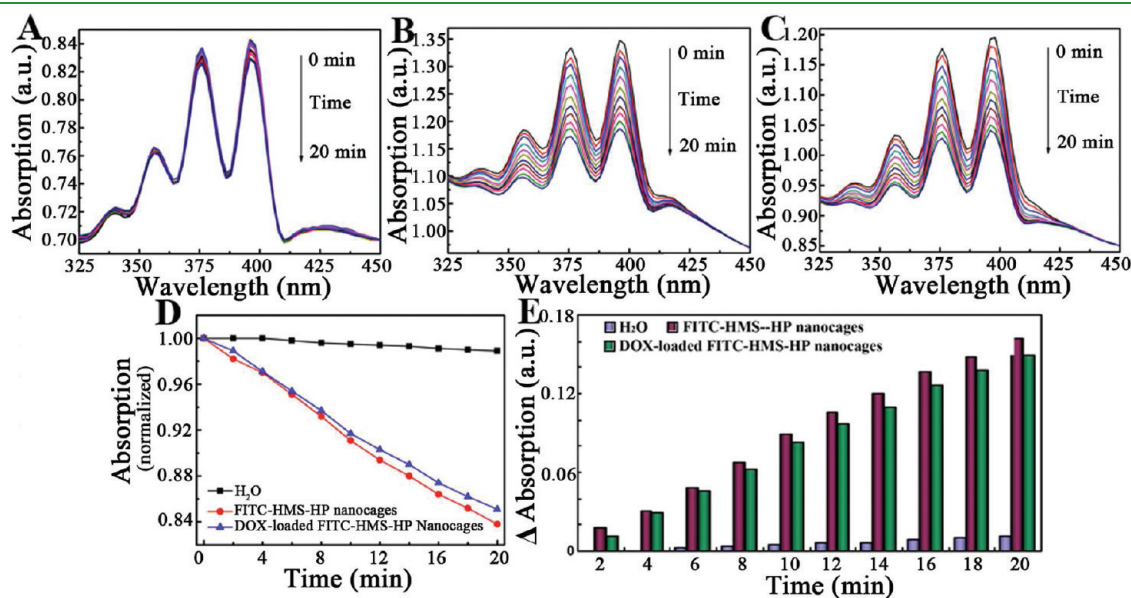 A
Absorption (a.u.)
0.84
0.82
0.80
0.78
0.76
0.74
0.72
0.70
0 min
Time
20 min
325 350 375 400 425 450
Wavelength (nm)
B
Absorption (a.u.)
1.35
1.30
1.25
1.20
1.15
1.10
1.05
1.00
0 min
Time
20 min
325 350 375 400 425 450
Wavelength (nm)
C
Absorption (a.u.)
1.20
1.15
1.10
1.05
1.00
0.95
0.90
0.85
0 min
Time
20 min
325 350 375 400 425 450
Wavelength (nm)
D
Absorption
(normalized)
1.00
0.96
0.92
0.88
0.84
H2O
FITC-HMS-HP nanocages
DOX-loaded FITC-HMS-HP Nanocages
0 4 8 12 16 20
Time (min)
E
Δ Absorption (a.u.)
0.18
0.12
0.06
0
H2O FITC-HMS--HP nanocages
DOX-loaded FITC-HMS-HP nanocages
2 4 6 8 10 12 14 16 18 20
Time (min)